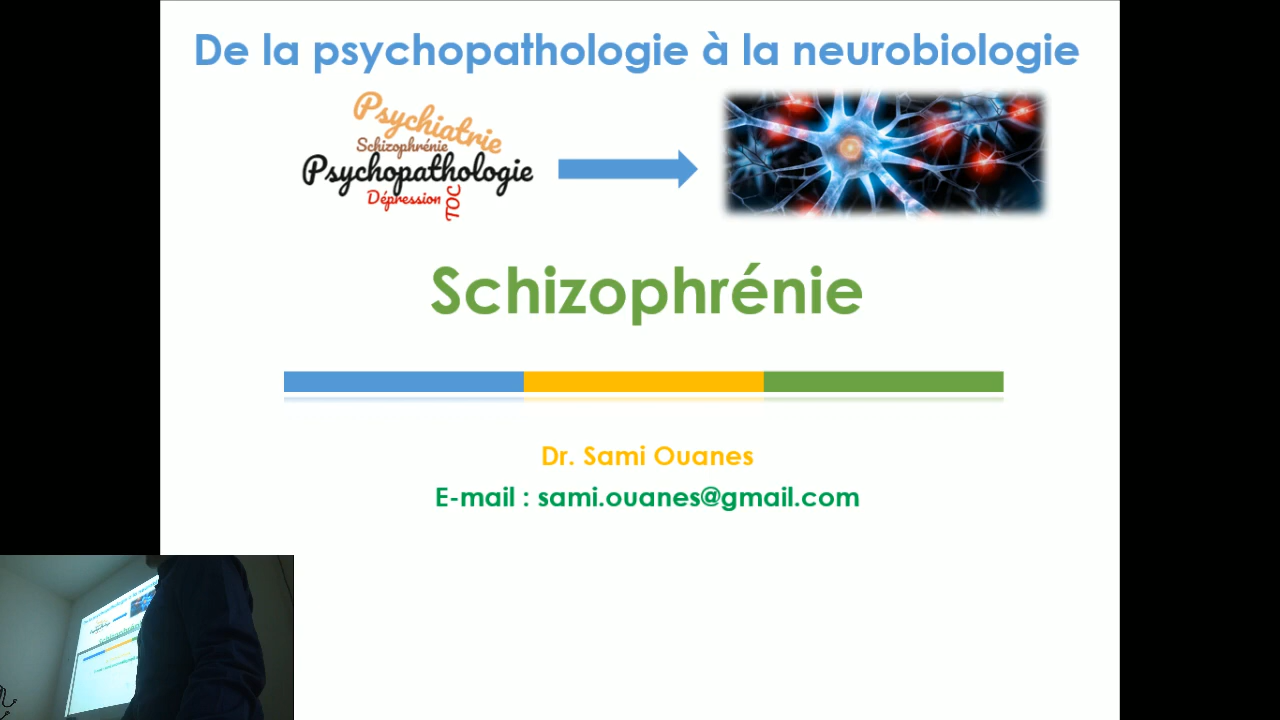 De la psychopathologie à la neurobiologie
Psychiatrie
Schizophrénie
Psychopathologie
Dépression
TOC
Schizophrénie
Dr. Sami Ouanes
E-mail : sami.ouanes@gmail.com